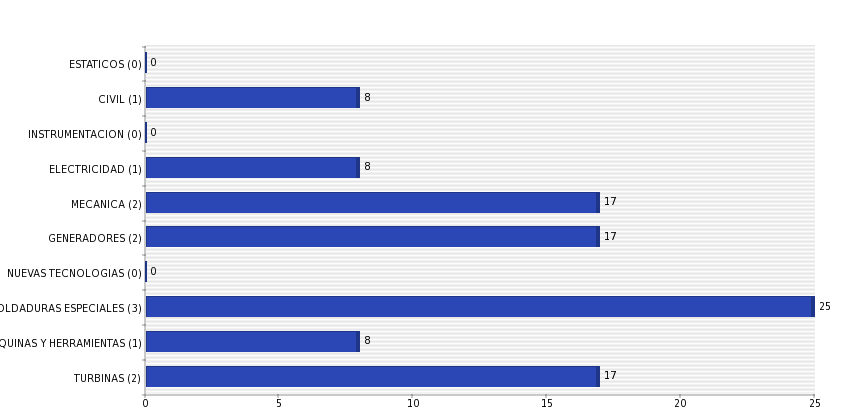 ESTATICOS (0) 0
CIVIL (1) 8
INSTRUMENTACION (0) 0
ELECTRICIDAD (1) 8
MECANICA (2) 17
GENERADORES (2) 17
NUEVAS TECNOLOGIAS (0) 0
OLDADURAS ESPECIALES (3) 25
QUINAS Y HERRAMIENTAS (1) 8
TURBINAS (2) 17
0 5 10 15 20 25